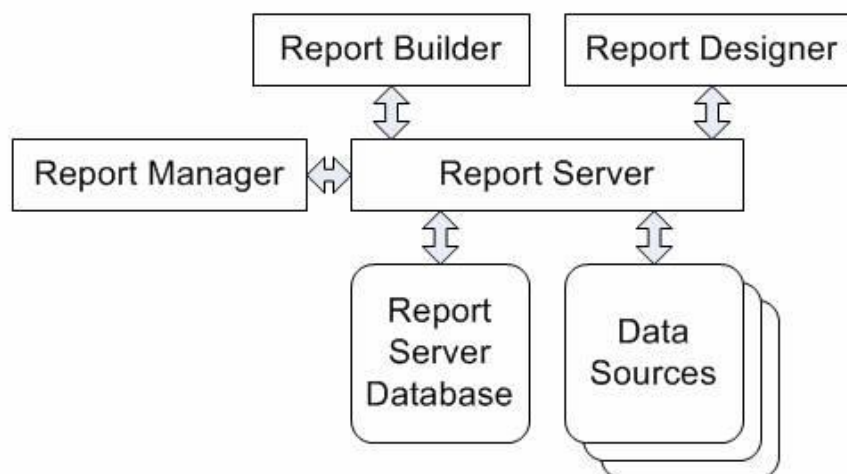 Report Builder
Report Designer
Report Manager
Report Server
Report
Server
Database
Data
Sources